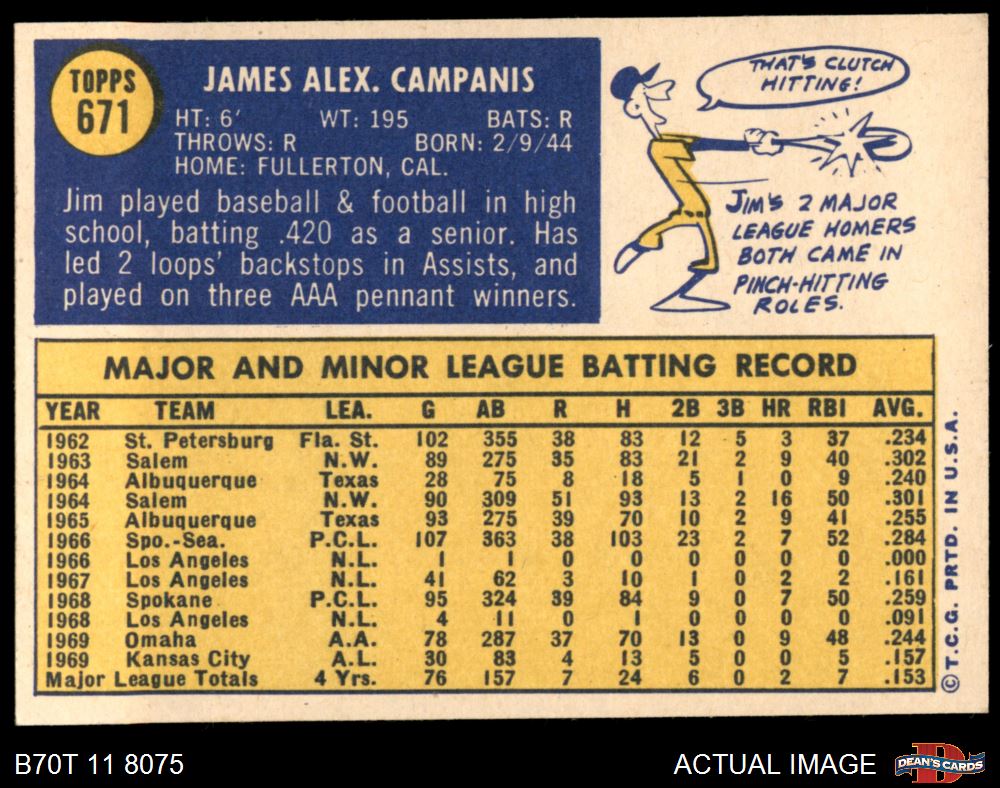 TOPPS
671
JAMES ALEX. CAMPANIS
HT: 6' WT: 195 BATS: R
THROWS: R BORN: 2/9/44
HOME: FULLERTON, CAL.
Jim played baseball & football in high
school, batting .420 as a senior. Has
led 2 loops' backstops in Assists, and
played on three AAA pennant winners.
THAT'S CLUTCH
HITTING!
JIM'S 2 MAJOR
LEAGUE HOMERS
BOTH CAME IN
PINCH-HITTING
ROLES.
MAJOR AND MINOR LEAGUE BATTING RECORD
YEAR TEAM LEA. G AB R H 2B 3B HR RBI AVG.
1962 St. Petersburg Fla. St. 102 355 38 83 12 5 3 37 .234
1963 Salem N.W. 89 275 35 83 21 2 9 40 .302
1964 Albuquerque Texas 28 75 8 18 5 1 0 9 .240
1964 Salem N.W. 90 309 51 93 13 2 16 50 .301
1965 Albuquerque Texas 93 275 39 70 10 2 9 41 .255
1966 Spo.-Sea. P.C.L. 107 363 38 103 23 2 7 52 .284
1966 Los Angeles N.L. 1 1 0 0 0 0 0 0 .000
1967 Los Angeles N.L. 41 62 3 10 1 0 2 2 .161
1968 Spokane P.C.L. 95 324 39 84 9 0 7 50 .259
1968 Los Angeles N.L. 4 11 0 1 0 0 0 0 .091
1969 Omaha A.A. 78 287 37 70 13 0 9 48 .244
1969 Kansas City A.L. 30 83 4 13 5 0 0 5 .157
Major League Totals 4 Yrs. 76 157 7 24 6 0 2 7 .153
© T.C.G. PRTD. IN U.S.A.
B70T 11 8075
ACTUAL IMAGE
DEAN'S CARDS